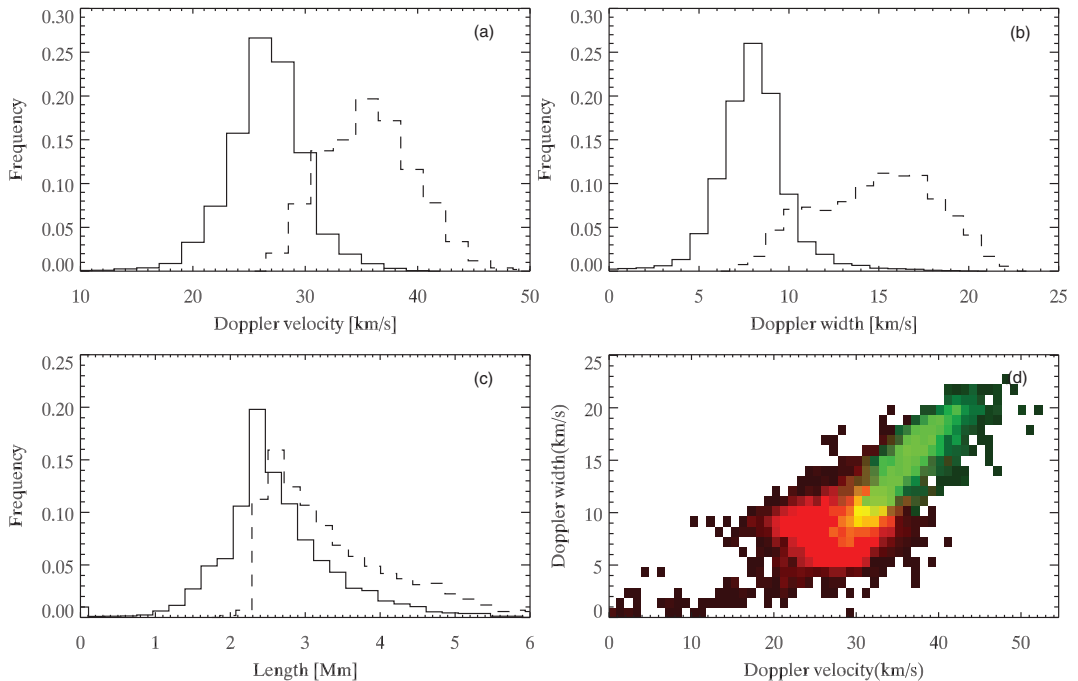 (a)
Frequency
0.30
0.25
0.20
0.15
0.10
0.05
0.00
10 20 30 40 50
Doppler velocity [km/s]
(b)
Frequency
0.30
0.25
0.20
0.15
0.10
0.05
0.00
0 5 10 15 20 25
Doppler width [km/s]
(c)
Frequency
0.25
0.20
0.15
0.10
0.05
0.00
0 1 2 3 4 5 6
Length [Mm]
(d)
Doppler width(km/s)
25
20
15
10
5
0
0 10 20 30 40 50
Doppler velocity(km/s)